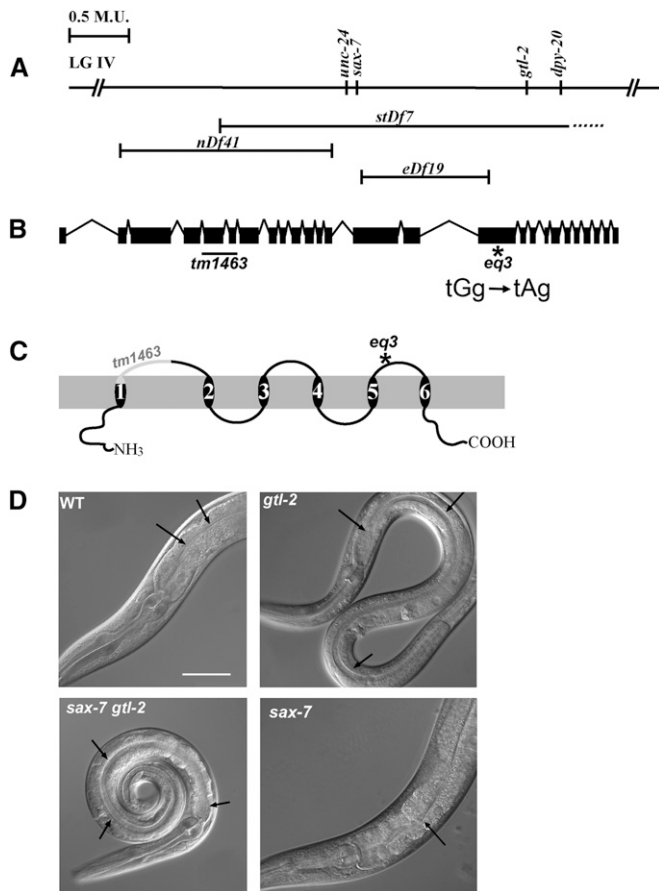 0.5 M.U.
A
LG IV
unc-24
sax-7
gtl-2
dpy-20
stDf7
nDf41
eDf19
B
tm1463
*
eq3
tGg→tAg
C
tm1463
eq3
*
1 2 3 4 5 6
NH3
COOH
D
WT
gtl-2
sax-7 gtl-2
sax-7